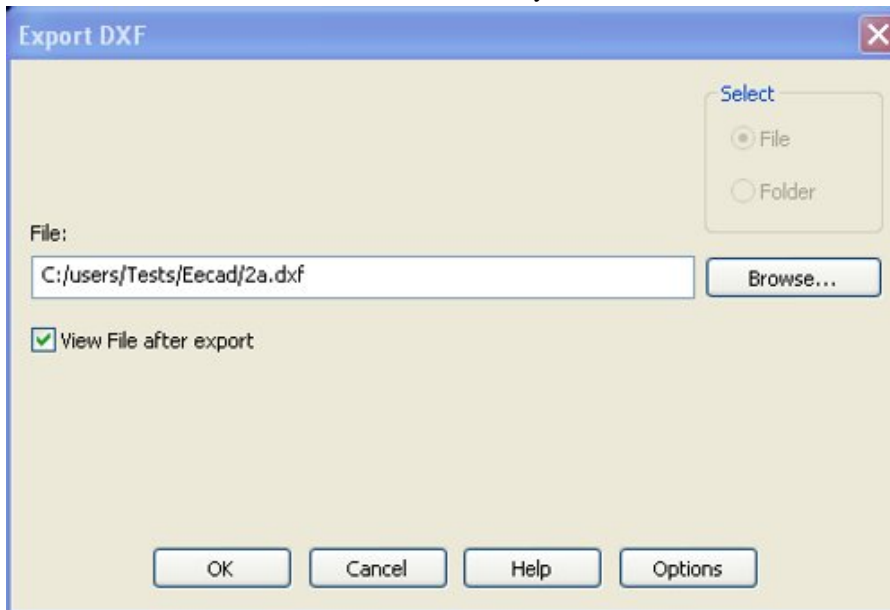 Export DXF
Select
File
Folder
File:
C:/users/Tests/Eecad/2a.dxf
Browse...
View File after export
OK Cancel Help Options